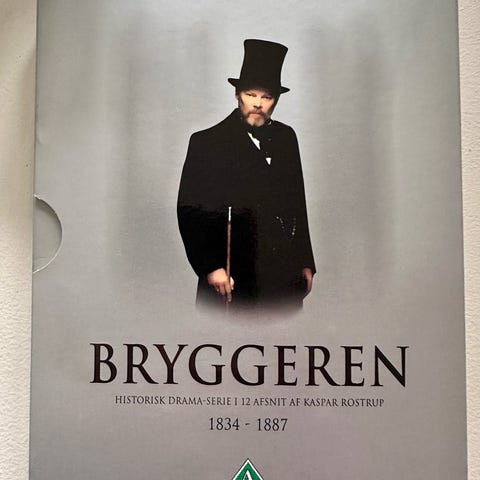 BRYGGEREN
HISTORISK DRAMA-SERIE I 12 AFSNIT AF KASPAR ROSTRUP
1834 - 1887
A